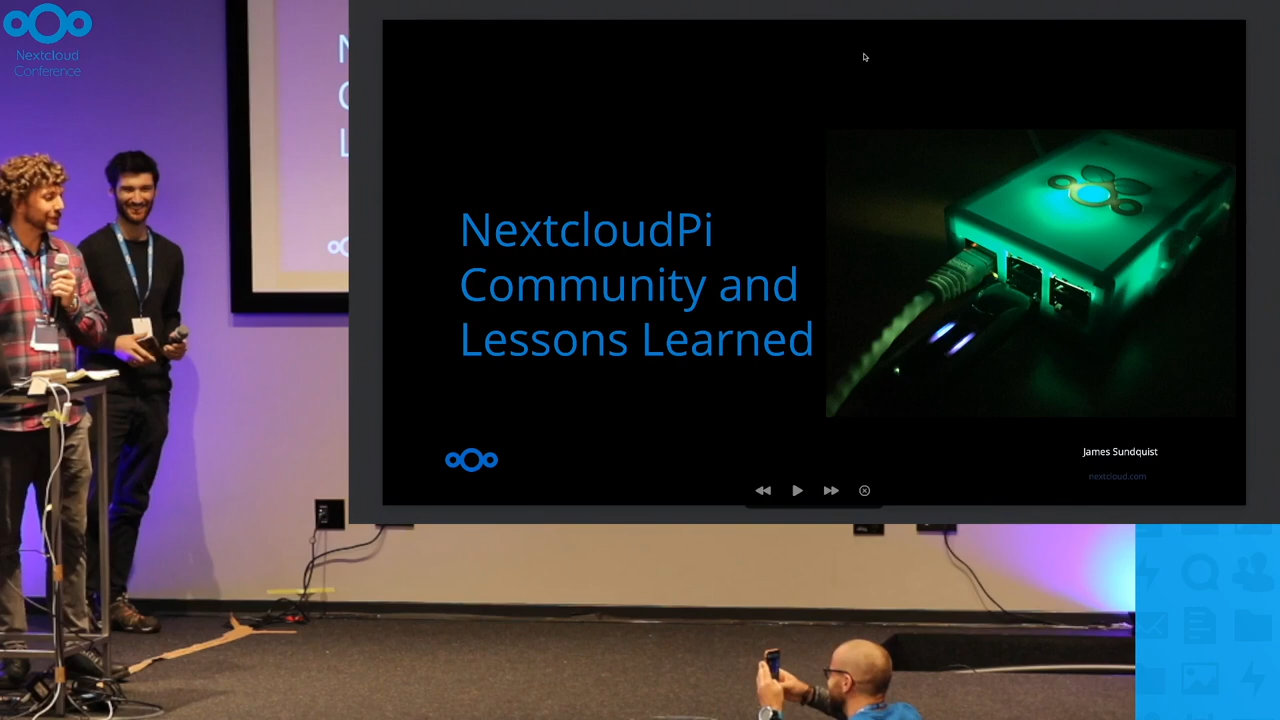 Nextcloud
Conference
N
C
L
NextcloudPi
Community and
Lessons Learned
James Sundquist
nextcloud.com